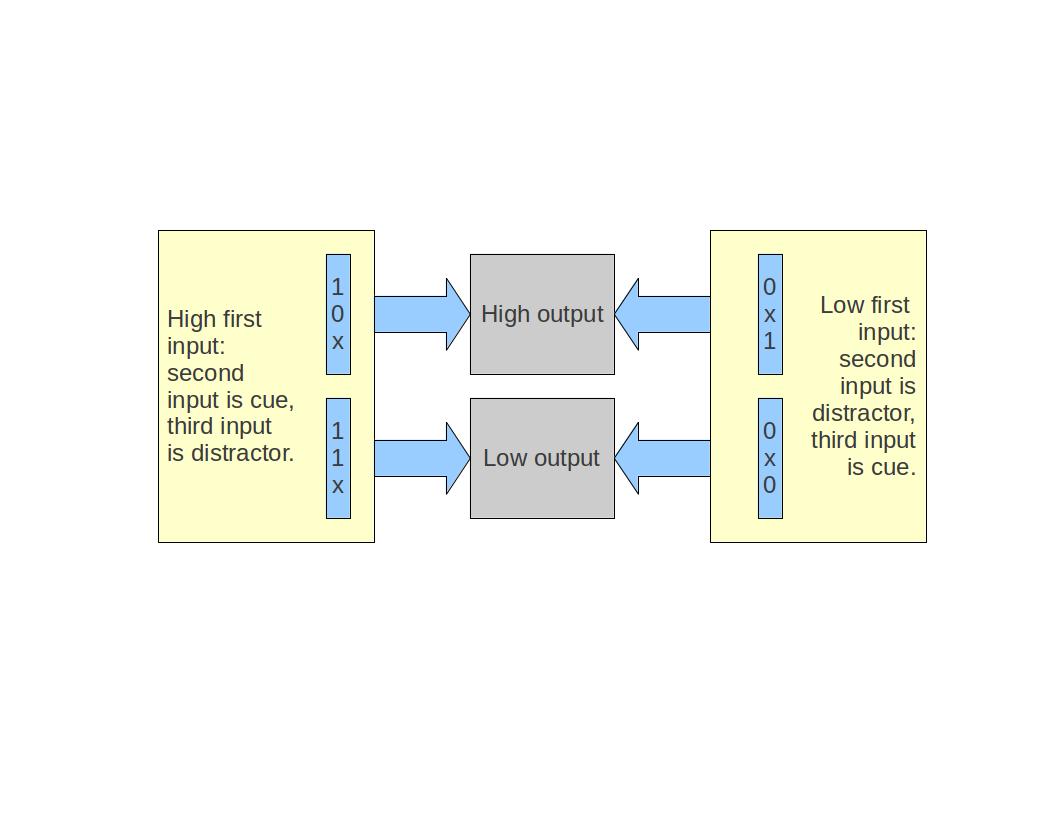 High first
input:
second
input is cue,
third input
is distractor.
1
0
x
1
1
x
High output
Low output
0
x
1
0
x
0
Low first
input:
second
input is
distractor,
third input
is cue.